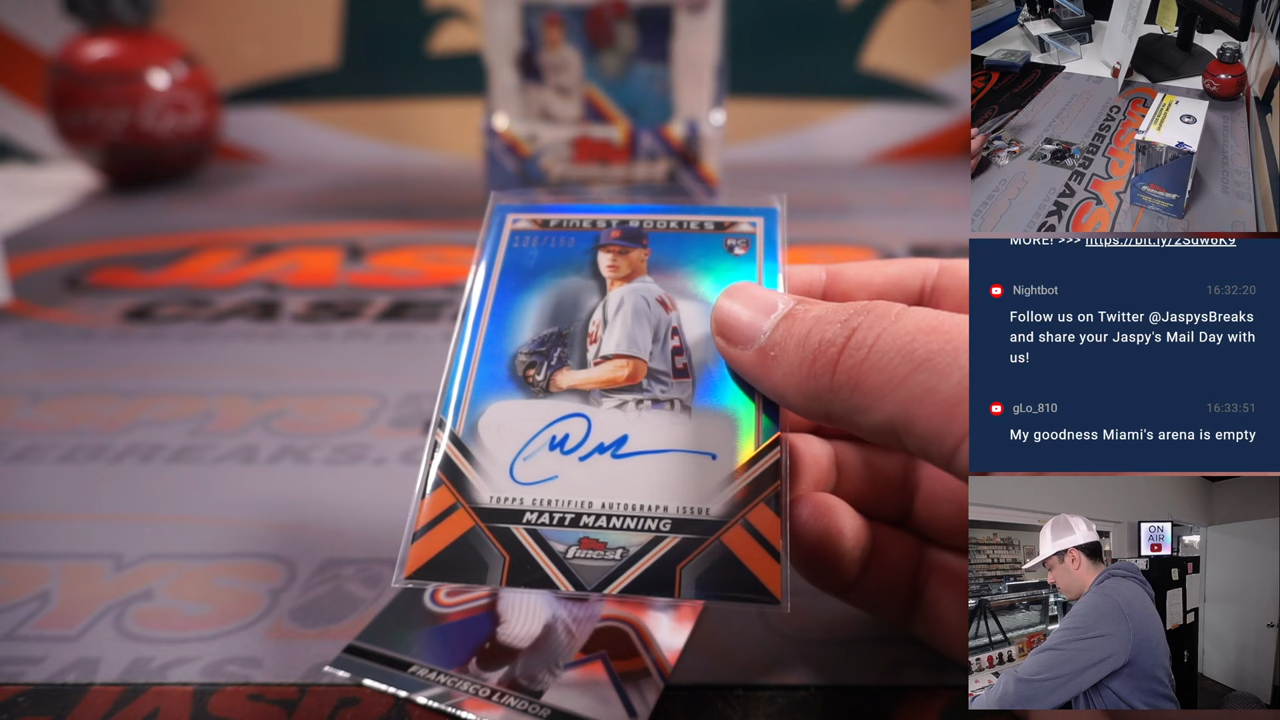 FINEST ROOKIES
RC
TOPPS CERTIFIED AUTOGRAPH ISSUE
MATT MANNING
Topps
finest
FRANCISCO LINDOR
JASPYS
CASEBREAKS
MORE! >>> https://bit.ly/2Sdw6K9
Nightbot 16:32:20
Follow us on Twitter @JaspysBreaks
and share your Jaspy's Mail Day with
us!
gLo_810 16:33:51
My goodness Miami's arena is empty
ON
AIR